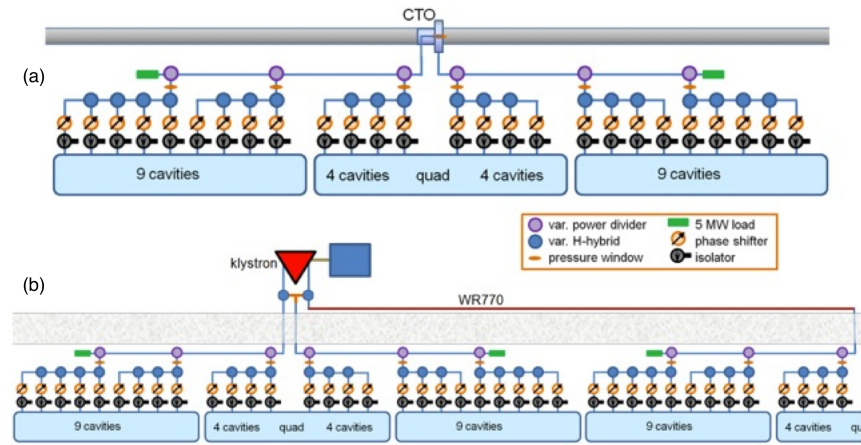 CTO
(a)
9 cavities
4 cavities quad 4 cavities
9 cavities
var. power divider
5 MW load
var. H-hybrid
phase shifter
pressure window
isolator
(b)
klystron
WR770
9 cavities
4 cavities quad 4 cavities
9 cavities
9 cavities
4 cavities qu